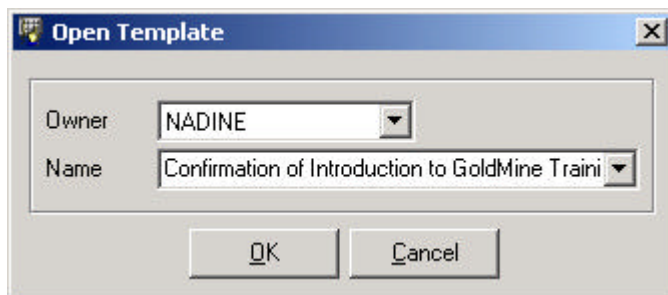 Open Template
Owner NADINE
Name Confirmation of Introduction to GoldMine Traini
OK Cancel